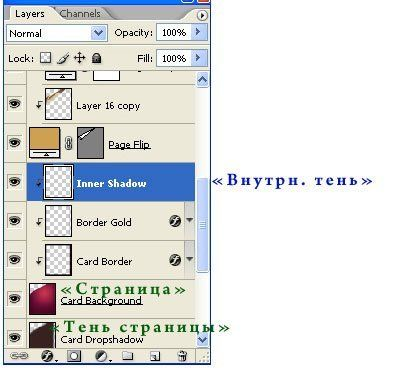 Layers Channels
Normal Opacity: 100%
Lock: Fill: 100%
Layer 16 copy
Page Flip
Inner Shadow «Внутрн. тень»
Border Gold
Card Border
«Страница»
Card Background
«Тень страницы»
Card Dropshadow